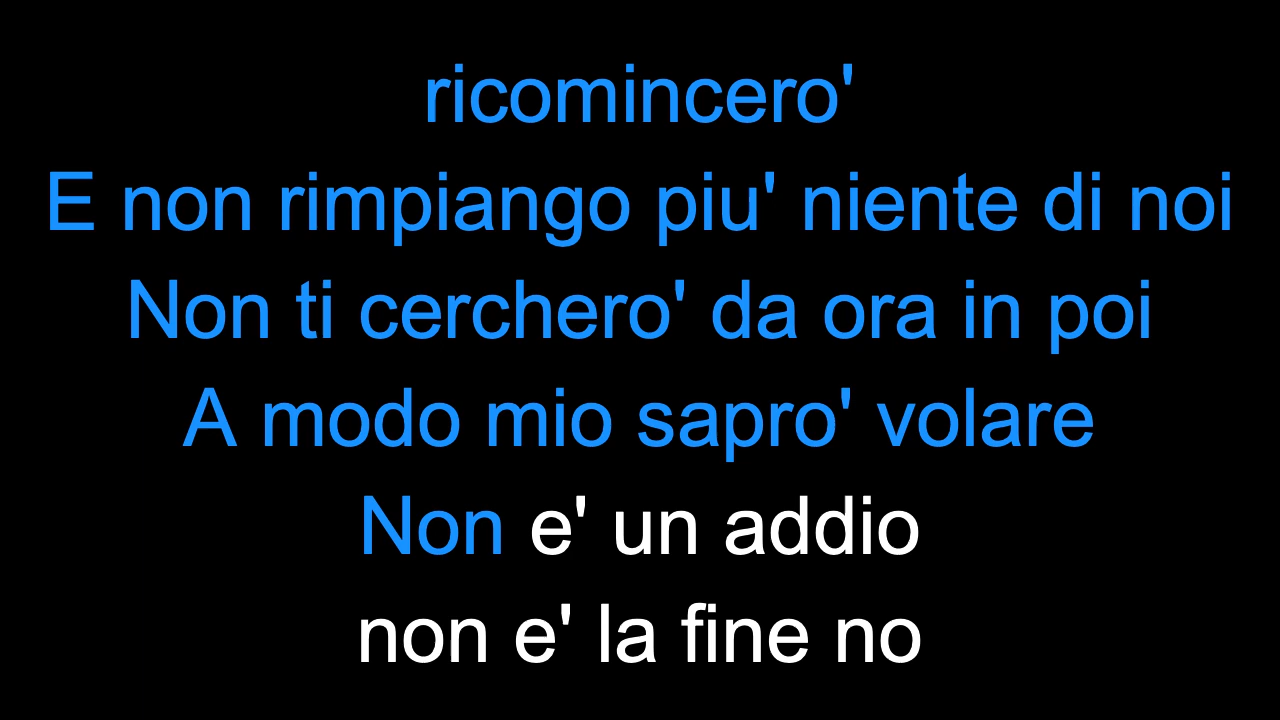 ricomincero'
E non rimpiango piu' niente di noi
Non ti cerchero' da ora in poi
A modo mio sapro' volare
Non e' un addio
non e' la fine no